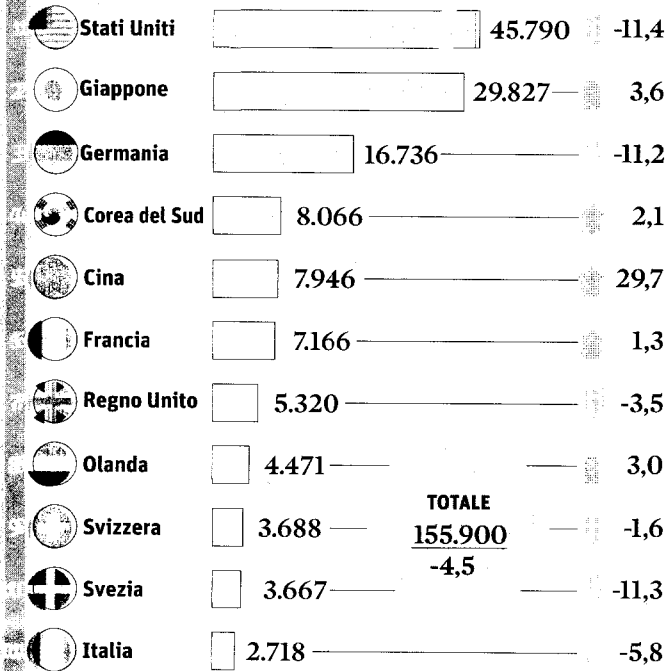 Stati Uniti 45.790 -11,4
Giappone 29.827 3,6
Germania 16.736 -11,2
Corea del Sud 8.066 2,1
Cina 7.946 29,7
Francia 7.166 1,3
Regno Unito 5.320 -3,5
Olanda 4.471 3,0
Svizzera 3.688 -1,6
Svezia 3.667 -11,3
Italia 2.718 -5,8
TOTALE
155.900
-4,5